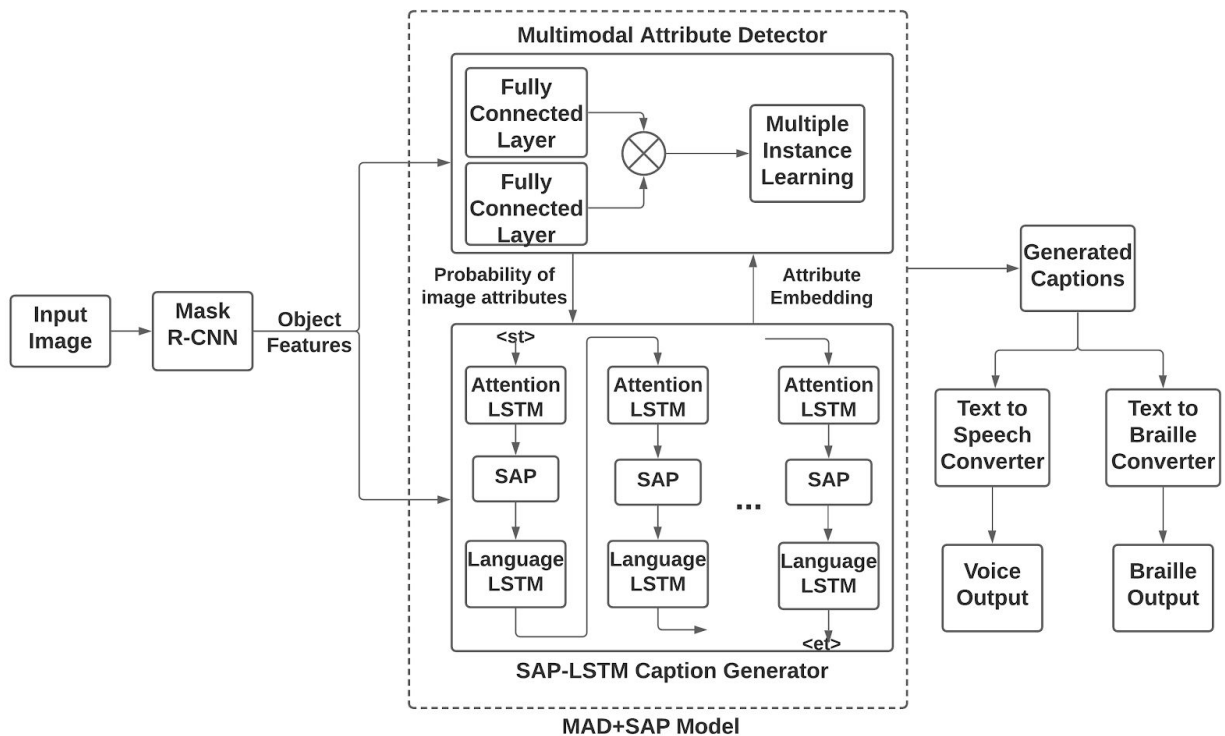 Multimodal Attribute Detector
Fully
Connected
Layer
Fully
Connected
Layer
Multiple
Instance
Learning
Probability of
image attributes
Attribute
Embedding
Input
Image
Mask
R-CNN
Object
Features
<st>
Attention
LSTM
SAP
Language
LSTM
Attention
LSTM
SAP
Language
LSTM
...
Attention
LSTM
SAP
Language
LSTM
<et>
SAP-LSTM Caption Generator
MAD+SAP Model
Generated
Captions
Text to
Speech
Converter
Voice
Output
Text to
Braille
Converter
Braille
Output